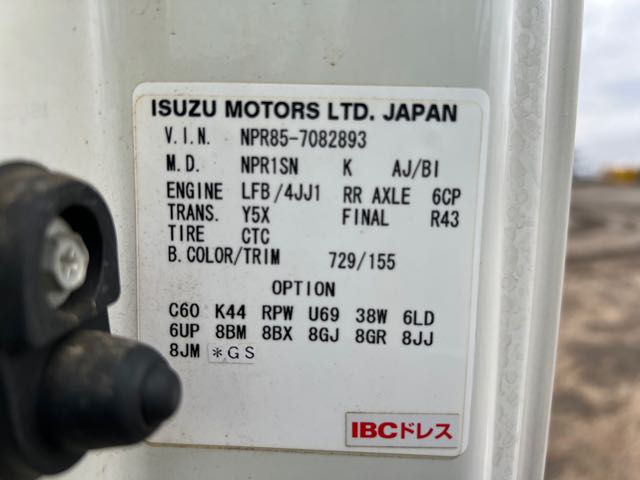 ISUZU MOTORS LTD. JAPAN
V.I.N. NPR85-7082893
M.D. NPR1SN K AJ/BI
ENGINE LFB/4JJ1 RR AXLE 6CP
TRANS. Y5X FINAL R43
TIRE CTC
B.COLOR/TRIM 729/155
OPTION
C60 K44 RPW U69 38W 6LD
6UP 8BM 8BX 8GJ 8GR 8JJ
8JM *GS
IBCドレス